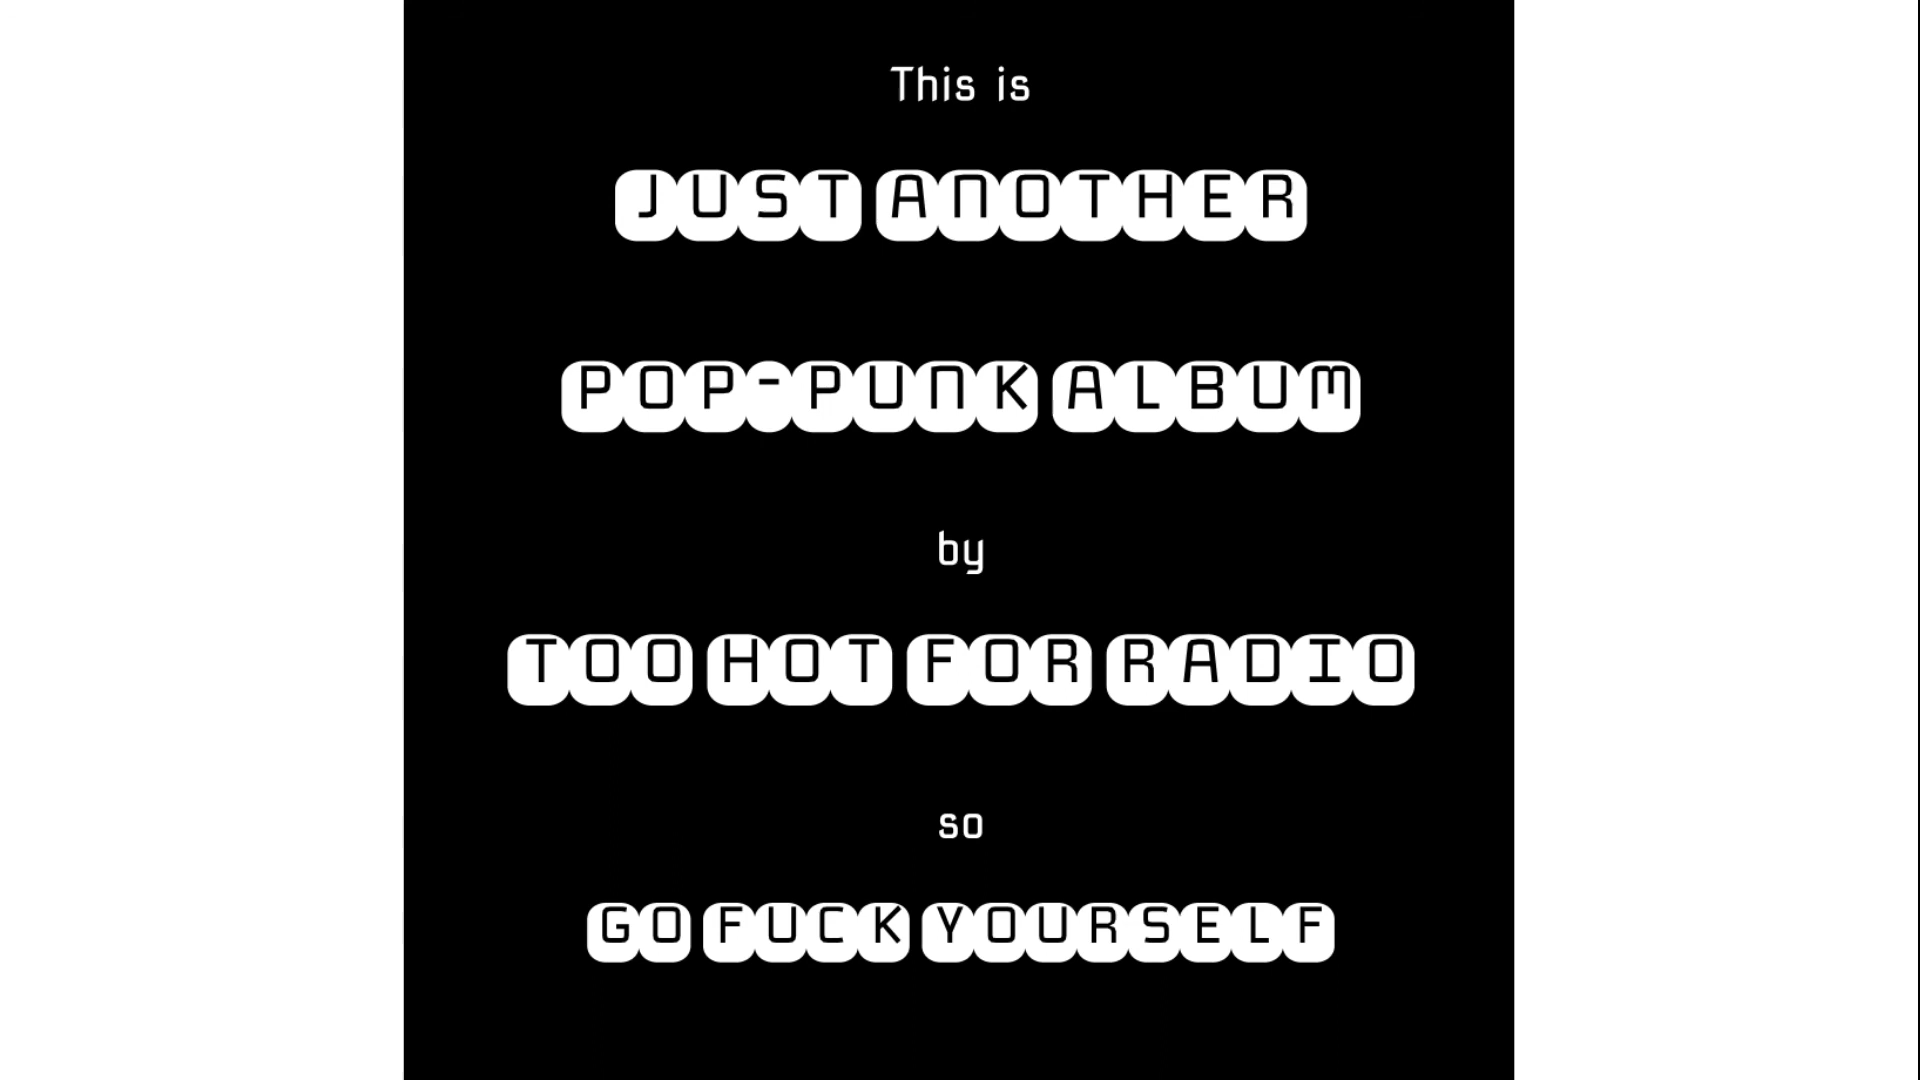 This is
JUST ANOTHER
POP-PUNK ALBUM
by
TOO HOT FOR RADIO
so
GO FUCK YOURSELF